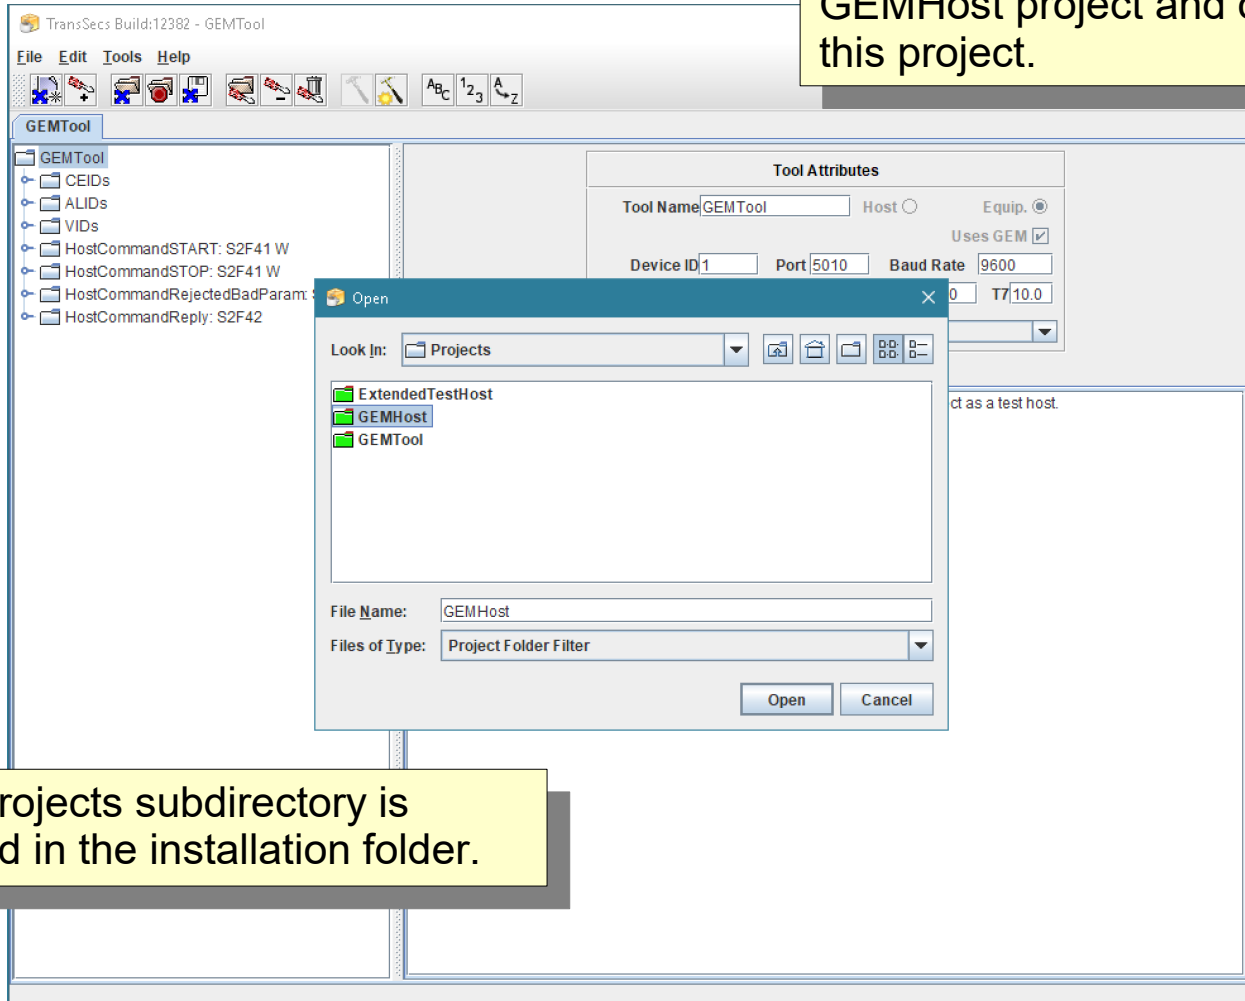 GEMHost project and
this project.
TransSecs Build:12382 - GEMTool
File Edit Tools Help
ABC 123 A Z
GEMTool
GEMTool
CEIDs
ALIDs
VIDs
HostCommandSTART: S2F41 W
HostCommandSTOP: S2F41 W
HostCommandRejectedBadParam:
HostCommandReply: S2F42
Tool Attributes
Tool Name GEMTool Host Equip.
Uses GEM
Device ID 1 Port 5010 Baud Rate 9600
0 T7 10.0
ct as a test host.
Open
Look In: Projects
ExtendedTestHost
GEMHost
GEMTool
File Name: GEMHost
Files of Type: Project Folder Filter
Open Cancel
rojects subdirectory is
d in the installation folder.